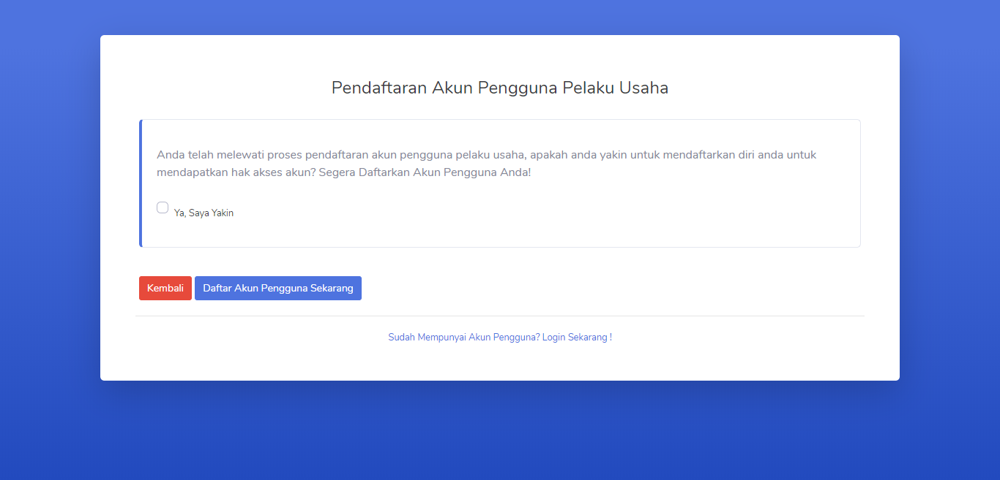 Pendaftaran Akun Pengguna Pelaku Usaha
Anda telah melewati proses pendaftaran akun pengguna pelaku usaha, apakah anda yakin untuk mendaftarkan diri anda untuk
mendapatkan hak akses akun? Segera Daftarkan Akun Pengguna Anda!
Ya, Saya Yakin
Kembali Daftar Akun Pengguna Sekarang
Sudah Mempunyai Akun Pengguna? Login Sekarang !